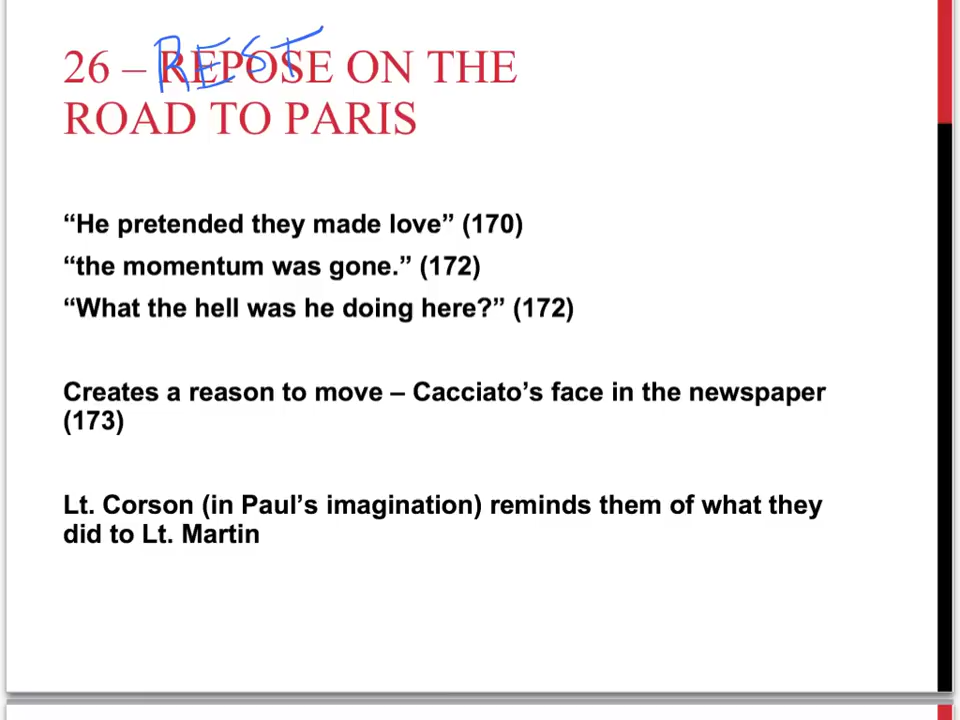 REST
26 – REPOSE ON THE
ROAD TO PARIS
“He pretended they made love” (170)
“the momentum was gone.” (172)
“What the hell was he doing here?” (172)
Creates a reason to move – Cacciato’s face in the newspaper
(173)
Lt. Corson (in Paul’s imagination) reminds them of what they
did to Lt. Martin